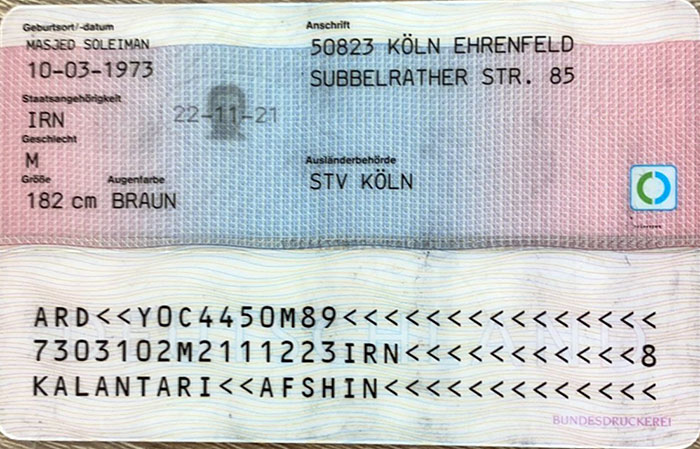 Geburtsort/-datum
MASJED SOLEIMAN
10-03-1973
Staatsangehörigkeit
IRN
22-11-21
Geschlecht
M
Größe Augenfarbe
182 cm BRAUN
Anschrift
50823 KÖLN EHRENFELD
SUBBELRATHER STR. 85
Ausländerbehörde
STV KÖLN
ARD<<YOC4450M89<<<<<<<<<<<<<<<
7303102M2111223IRN<<<<<<<<<<<8
KALANTARI<<AFSHIN<<<<<<<<<<<<<
BUNDESDRUCKEREI